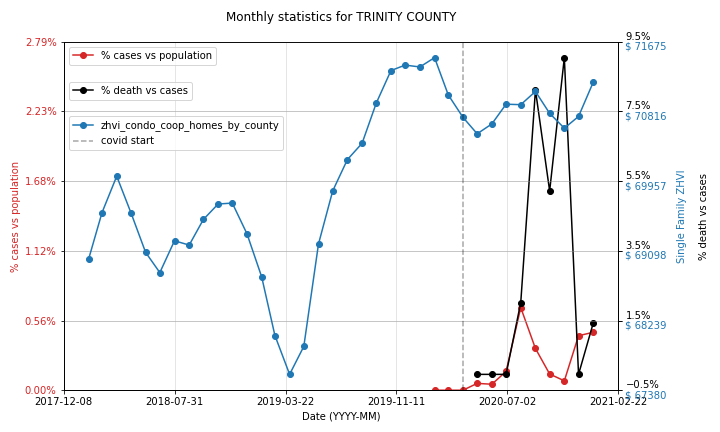 Monthly statistics for TRINITY COUNTY
2.79%
2.23%
1.68%
1.12%
0.56%
0.00%
% cases vs population
% cases vs population
% death vs cases
zhvi_condo_coop_homes_by_county
covid start
9.5%
$ 71675
7.5%
$ 70816
5.5%
$ 69957
3.5%
$ 69098
1.5%
$ 68239
−0.5%
$ 67380
Single Family ZHVI
% death vs cases
2017-12-08
2018-07-31
2019-03-22
2019-11-11
2020-07-02
2021-02-22
Date (YYYY-MM)